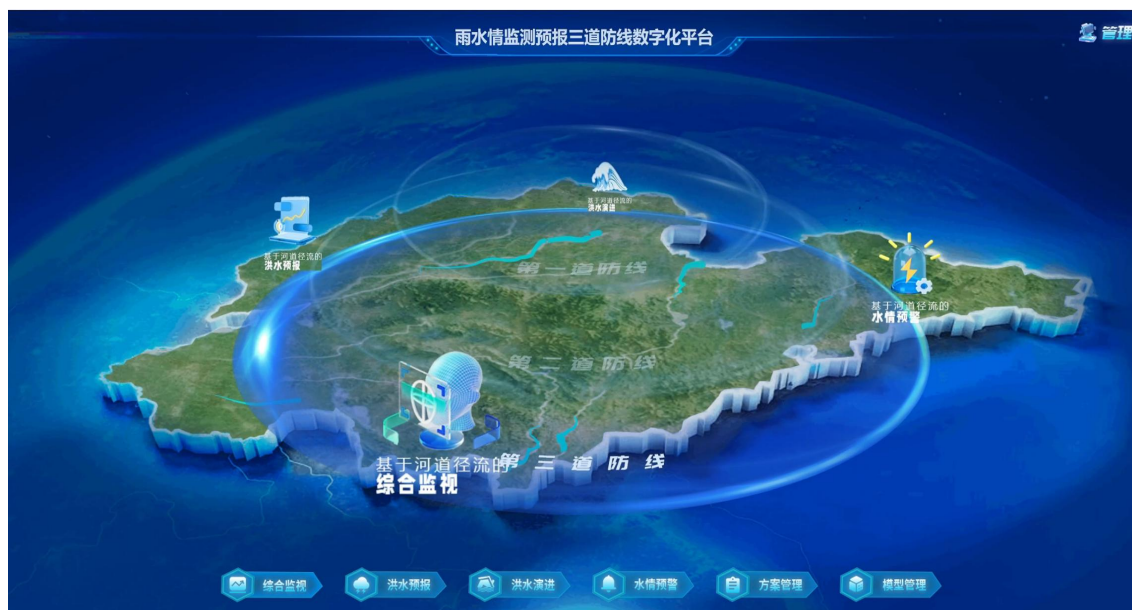 雨水情监测预报三道防线数字化平台
管理
基于河道径流的
洪水演进
基于河道径流的
洪水预报
第一道防线
基于河道径流的
水情预警
第二道防线
基于河道径流的
综合监视
第三道防线
综合监视
洪水预报
洪水演进
水情预警
方案管理
模型管理